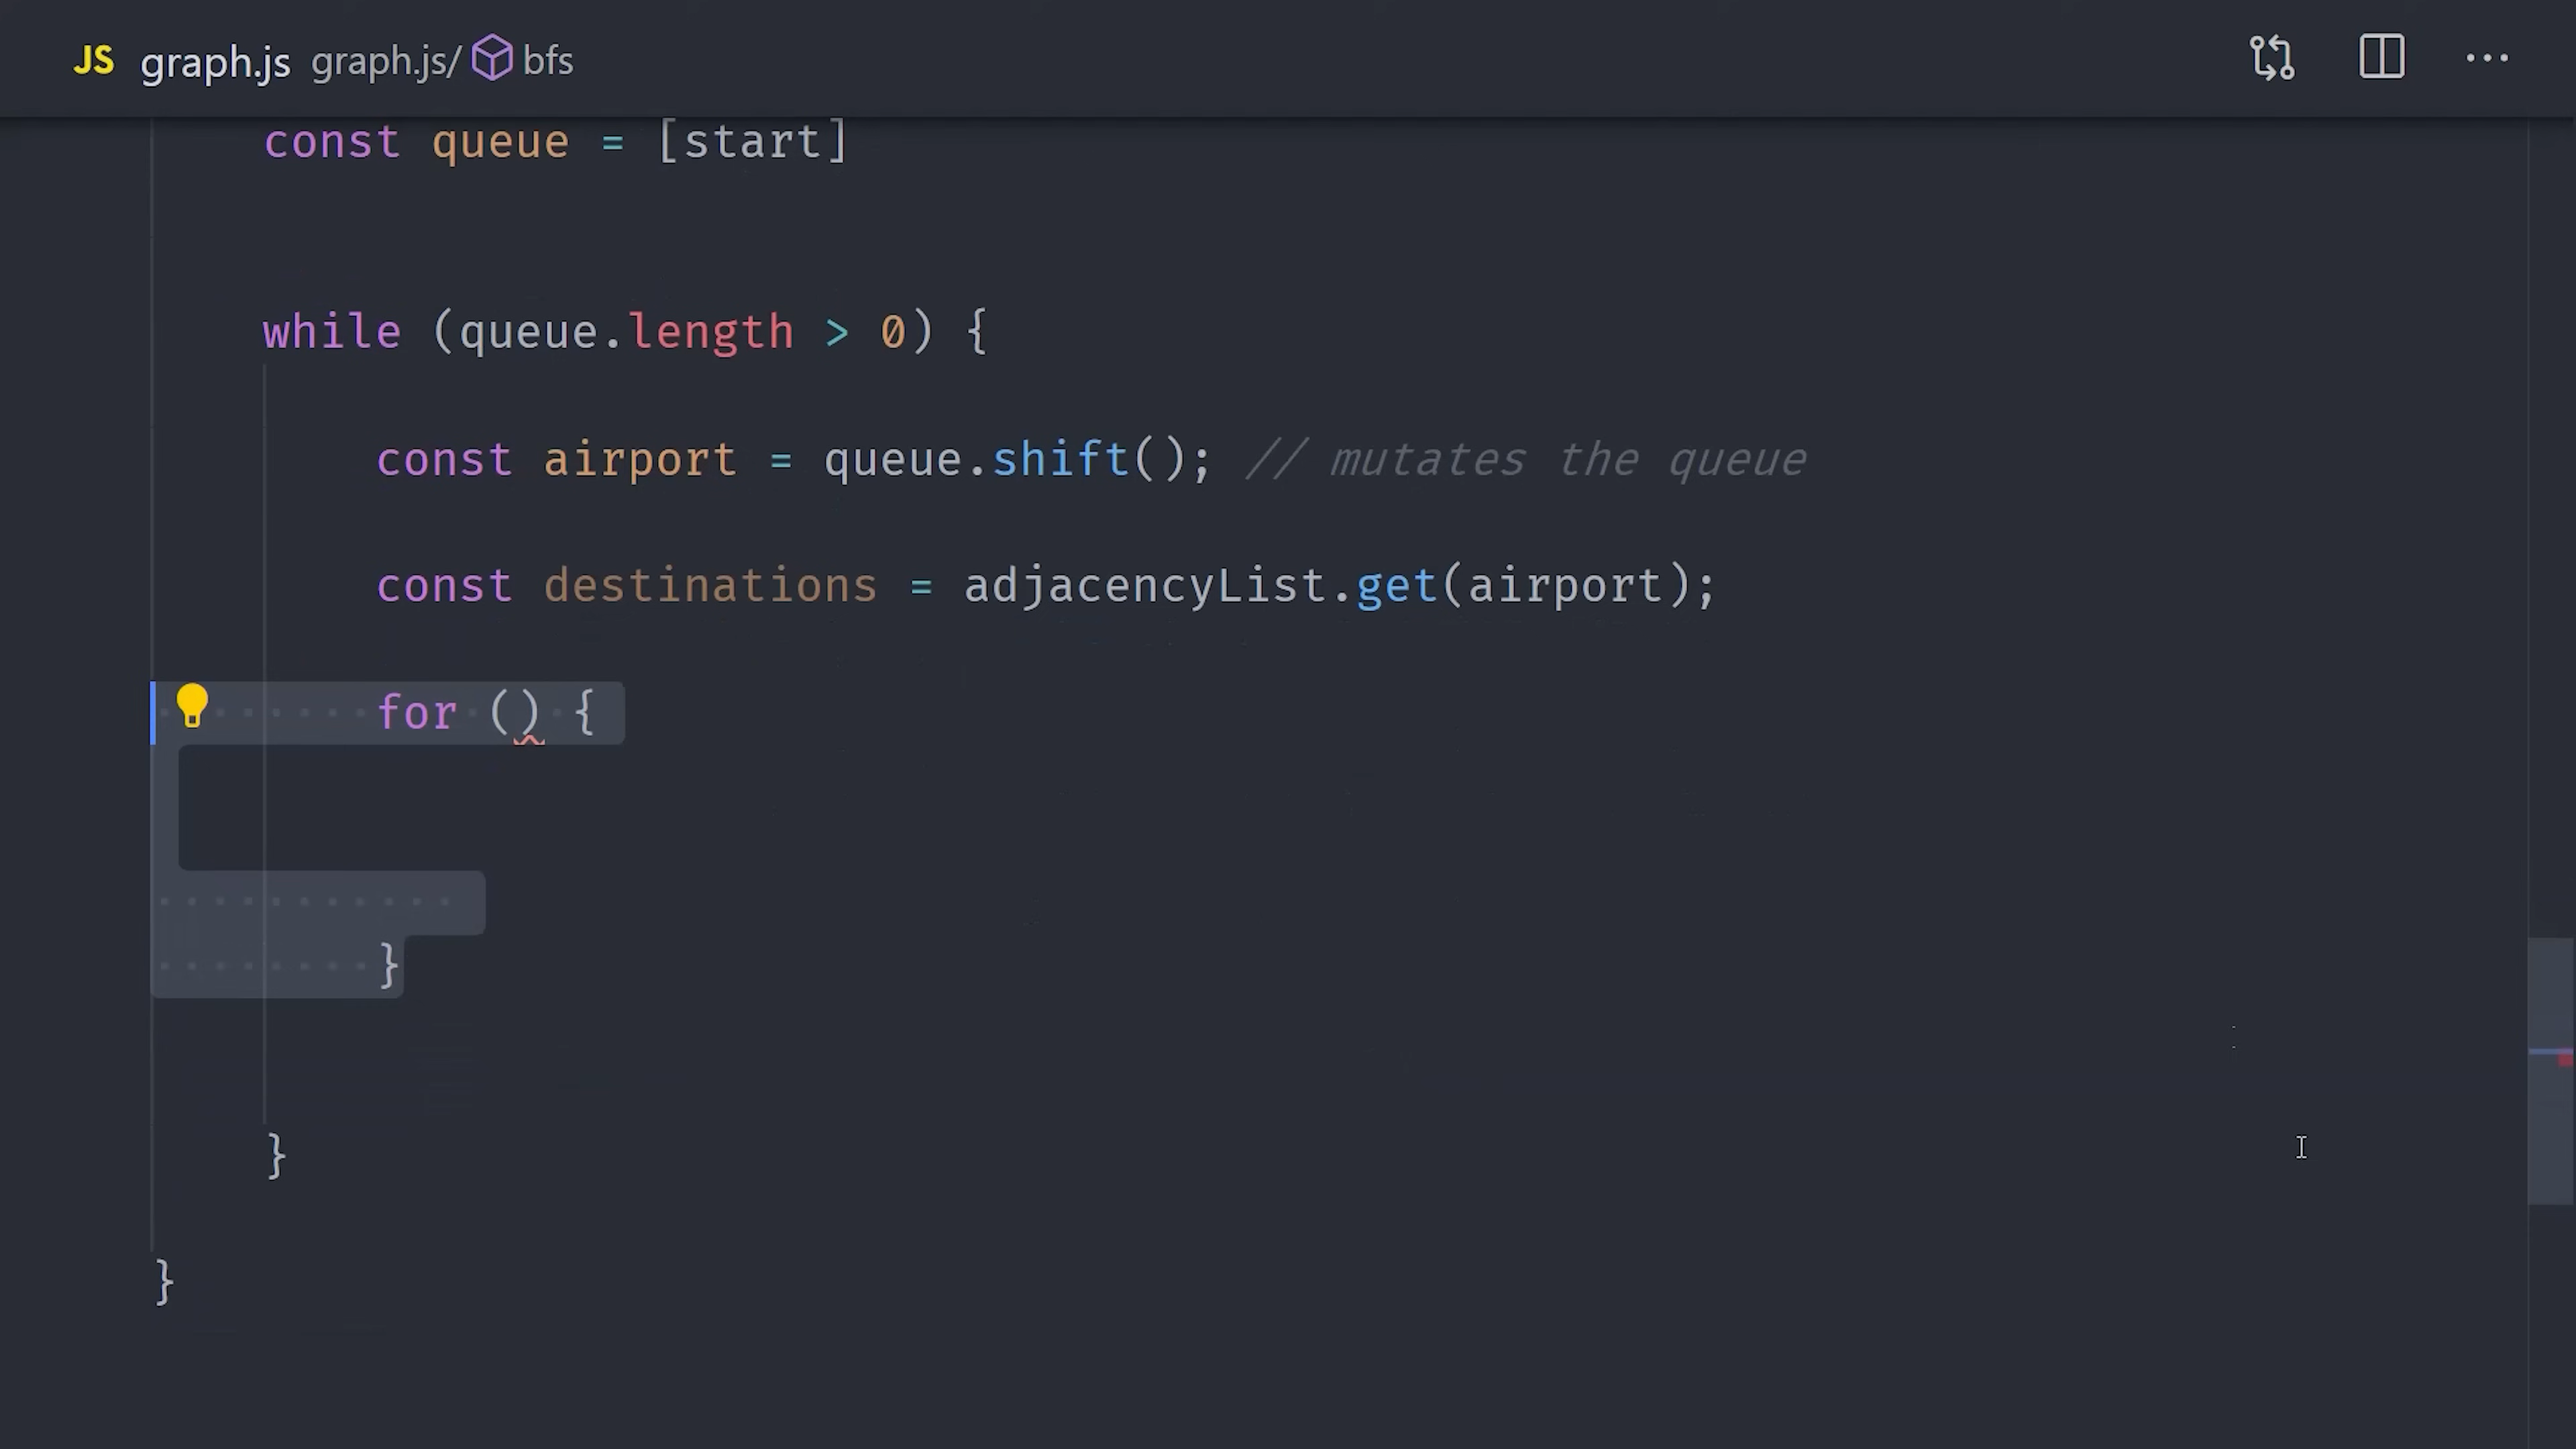 JS graph.js graph.js/ bfs
const queue = [start]
while (queue.length > 0) {
const airport = queue.shift(); // mutates the queue
const destinations = adjacencyList.get(airport);
for () {
}
}
}